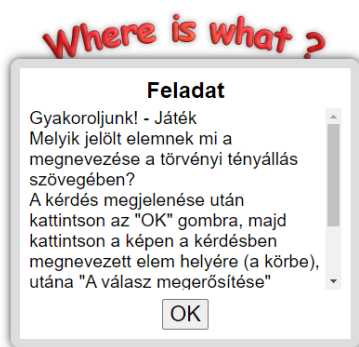 Where is what ?
Feladat
Gyakoroljunk! - Játék
Melyik jelölt elemnek mi a
megnevezése a törvényi tényállás
szövegében?
A kérdés megjelenése után
kattintson az "OK" gombra, majd
kattintson a képen a kérdésben
megnevezett elem helyére (a körbe),
utána "A válasz megerősítése"
OK